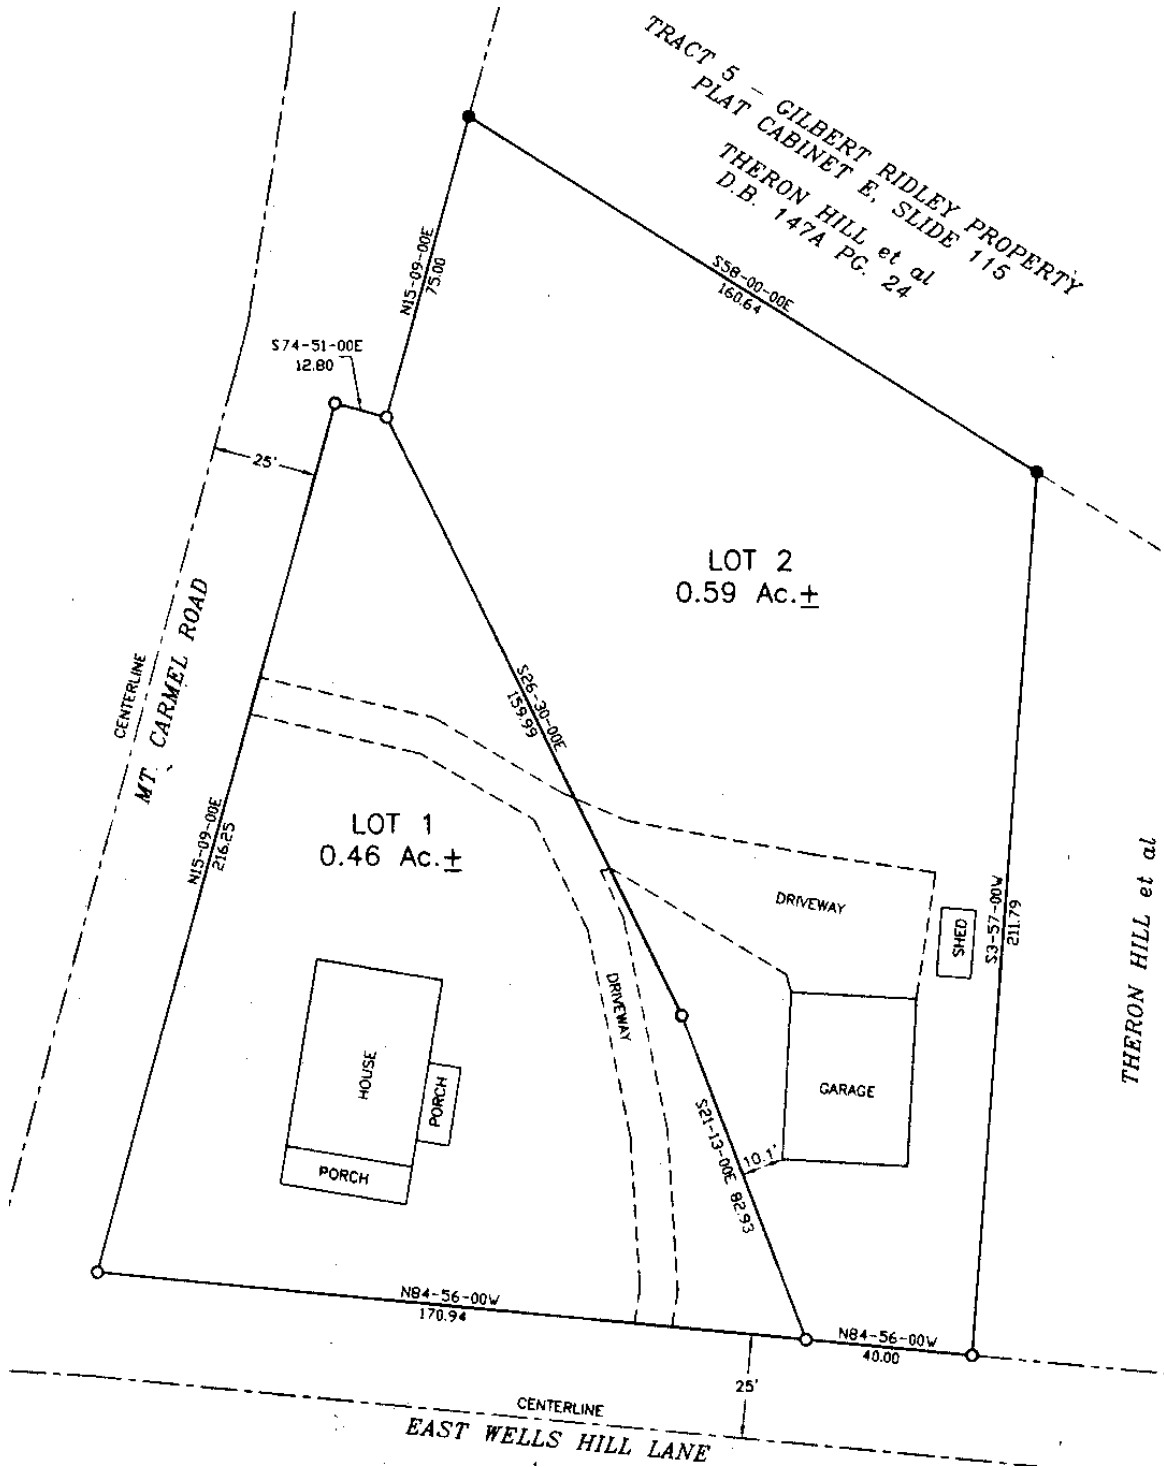 TRACT 5 - GILBERT RIDLEY PROPERTY
PLAT CABINET E, SLIDE 115
THERON HILL et al
D.B. 147A PG. 24
N15-09-00E
75.00
S58-00-00E
160.64
S74-51-00E
12.80
25'
LOT 2
0.59 Ac.±
CENTERLINE
MT. CARMEL ROAD
S26-30-00E
159.99
N15-09-00E
216.25
LOT 1
0.46 Ac.±
DRIVEWAY
SHED
S3-57-00W
211.79
THERON HILL et al
DRIVEWAY
HOUSE
PORCH
PORCH
GARAGE
S21-13-00E 82.93
10.1'
N84-56-00W
170.94
N84-56-00W
40.00
25'
CENTERLINE
EAST WELLS HILL LANE